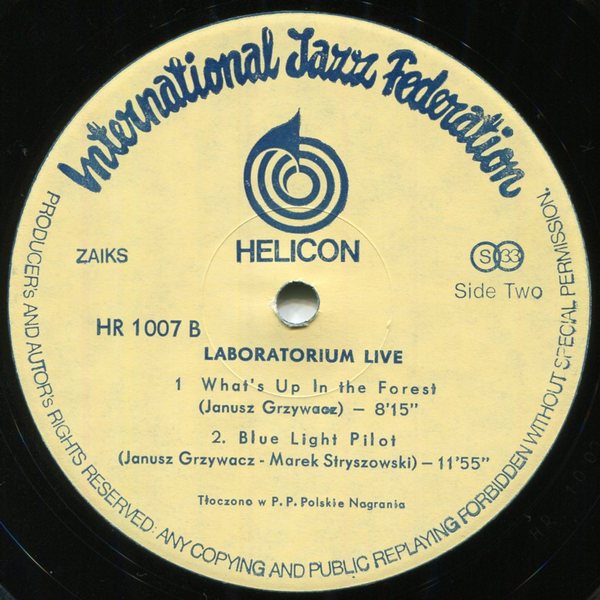 International Jazz Federation
HELICON
ZAIKS
S 33
Side Two
HR 1007 B
LABORATORIUM LIVE
1 What's Up In the Forest
(Janusz Grzywacz) — 8'15"
2. Blue Light Pilot
(Janusz Grzywacz - Marek Stryszowski) — 11'55"
Tłoczono w P.P. Polskie Nagrania
PRODUCER's AND AUTOR's RIGHTS RESERVED: ANY COPYING AND PUBLIC REPLAYING FORBIDDEN WITHOUT SPECIAL PERMISSION.